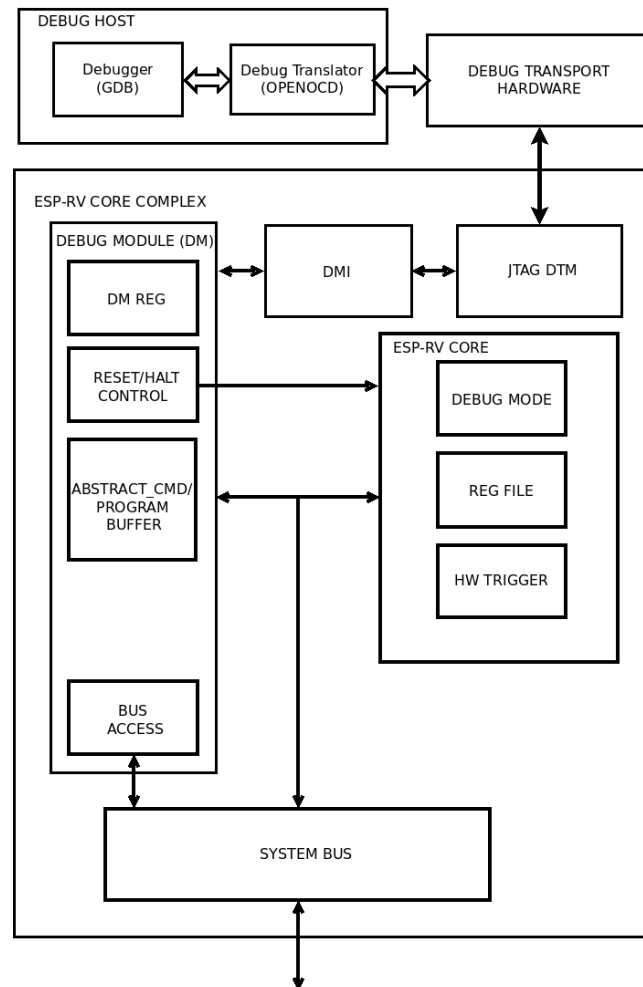 DEBUG HOST
Debugger
(GDB)
Debug Translator
(OPENOCD)
DEBUG TRANSPORT
HARDWARE
ESP-RV CORE COMPLEX
DEBUG MODULE (DM)
DM REG
DMI
JTAG DTM
RESET/HALT
CONTROL
ABSTRACT_CMD/
PROGRAM
BUFFER
BUS
ACCESS
ESP-RV CORE
DEBUG MODE
REG FILE
HW TRIGGER
SYSTEM BUS